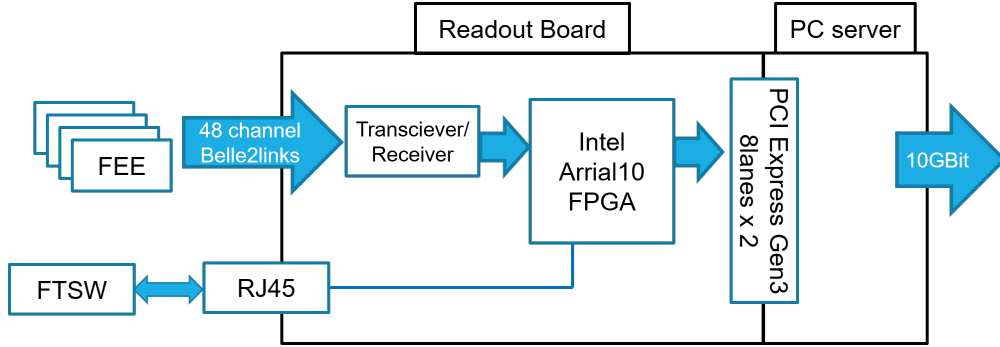 Readout Board
PC server
FEE
48 channel
Belle2links
Transciever/
Receiver
Intel
Arrial10
FPGA
PCI Express Gen3
8lanes x 2
10GBit
FTSW
RJ45